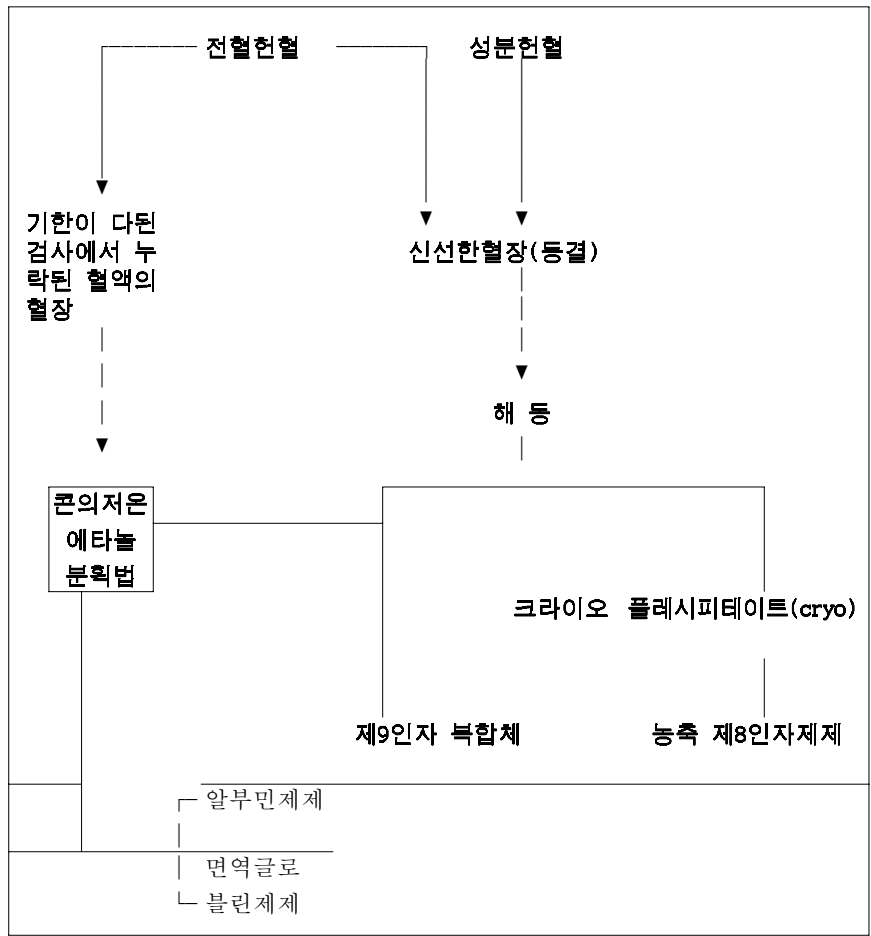 전혈헌혈
성분헌혈
기한이 다된
검사에서 누
락된 혈액의
혈장
신선한혈장(동결)
해 동
콘의저온
에타놀
분획법
크라이오 플레시피테이트(cryo)
제9인자 복합체
농축 제8인자제제
알부민제제
면역글로
블린제제